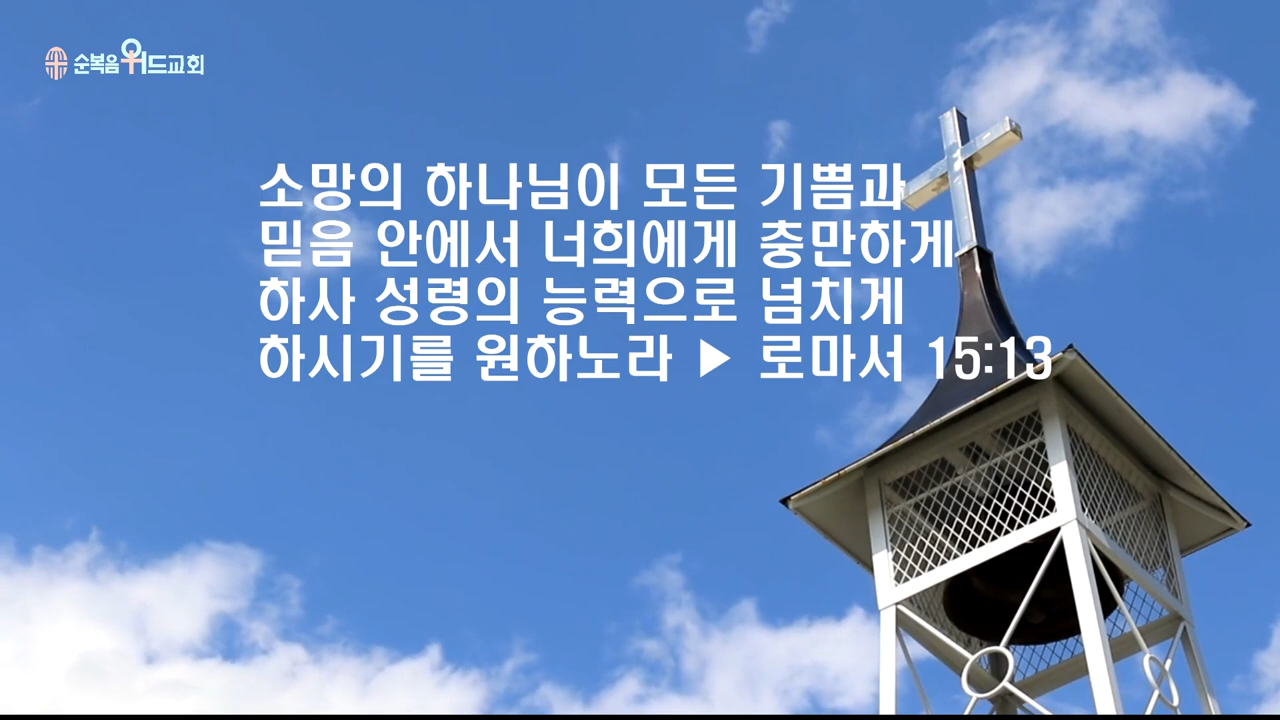 순복음위드교회
소망의 하나님이 모든 기쁨과
믿음 안에서 너희에게 충만하게
하사 성령의 능력으로 넘치게
하시기를 원하노라 ▶ 로마서 15:13